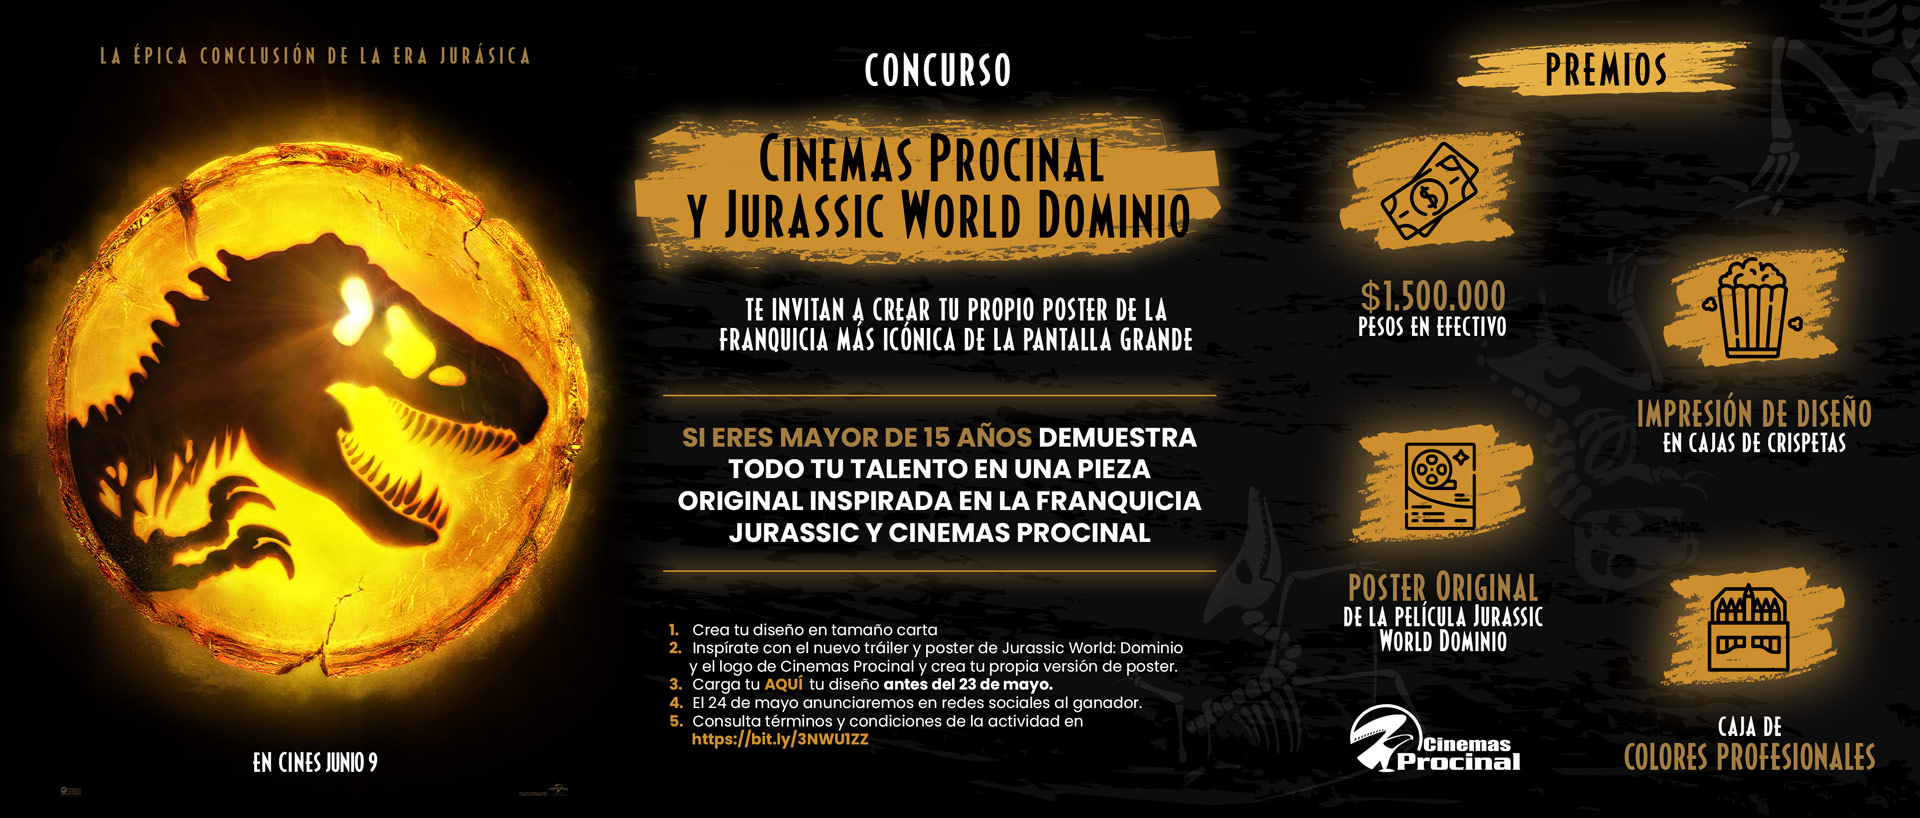 LA ÉPICA CONCLUSIÓN DE LA ERA JURÁSICA
EN CINES JUNIO 9
CONCURSO
CINEMAS PROCINAL
Y JURASSIC WORLD DOMINIO
TE INVITAN A CREAR TU PROPIO POSTER DE LA
FRANQUICIA MÁS ICÓNICA DE LA PANTALLA GRANDE
SI ERES MAYOR DE 15 AÑOS DEMUESTRA
TODO TU TALENTO EN UNA PIEZA
ORIGINAL INSPIRADA EN LA FRANQUICIA
JURASSIC Y CINEMAS PROCINAL
1. Crea tu diseño en tamaño carta
2. Inspírate con el nuevo tráiler y poster de Jurassic World: Dominio
y el logo de Cinemas Procinal y crea tu propia versión de poster.
3. Carga tu AQUÍ tu diseño antes del 23 de mayo.
4. El 24 de mayo anunciaremos en redes sociales al ganador.
5. Consulta términos y condiciones de la actividad en
https://bit.ly/3NWU1ZZ
PREMIOS
$1.500.000
PESOS EN EFECTIVO
IMPRESIÓN DE DISEÑO
EN CAJAS DE CRISPETAS
POSTER ORIGINAL
DE LA PELÍCULA JURASSIC
WORLD DOMINIO
CAJA DE
COLORES PROFESIONALES
Cinemas
Procinal